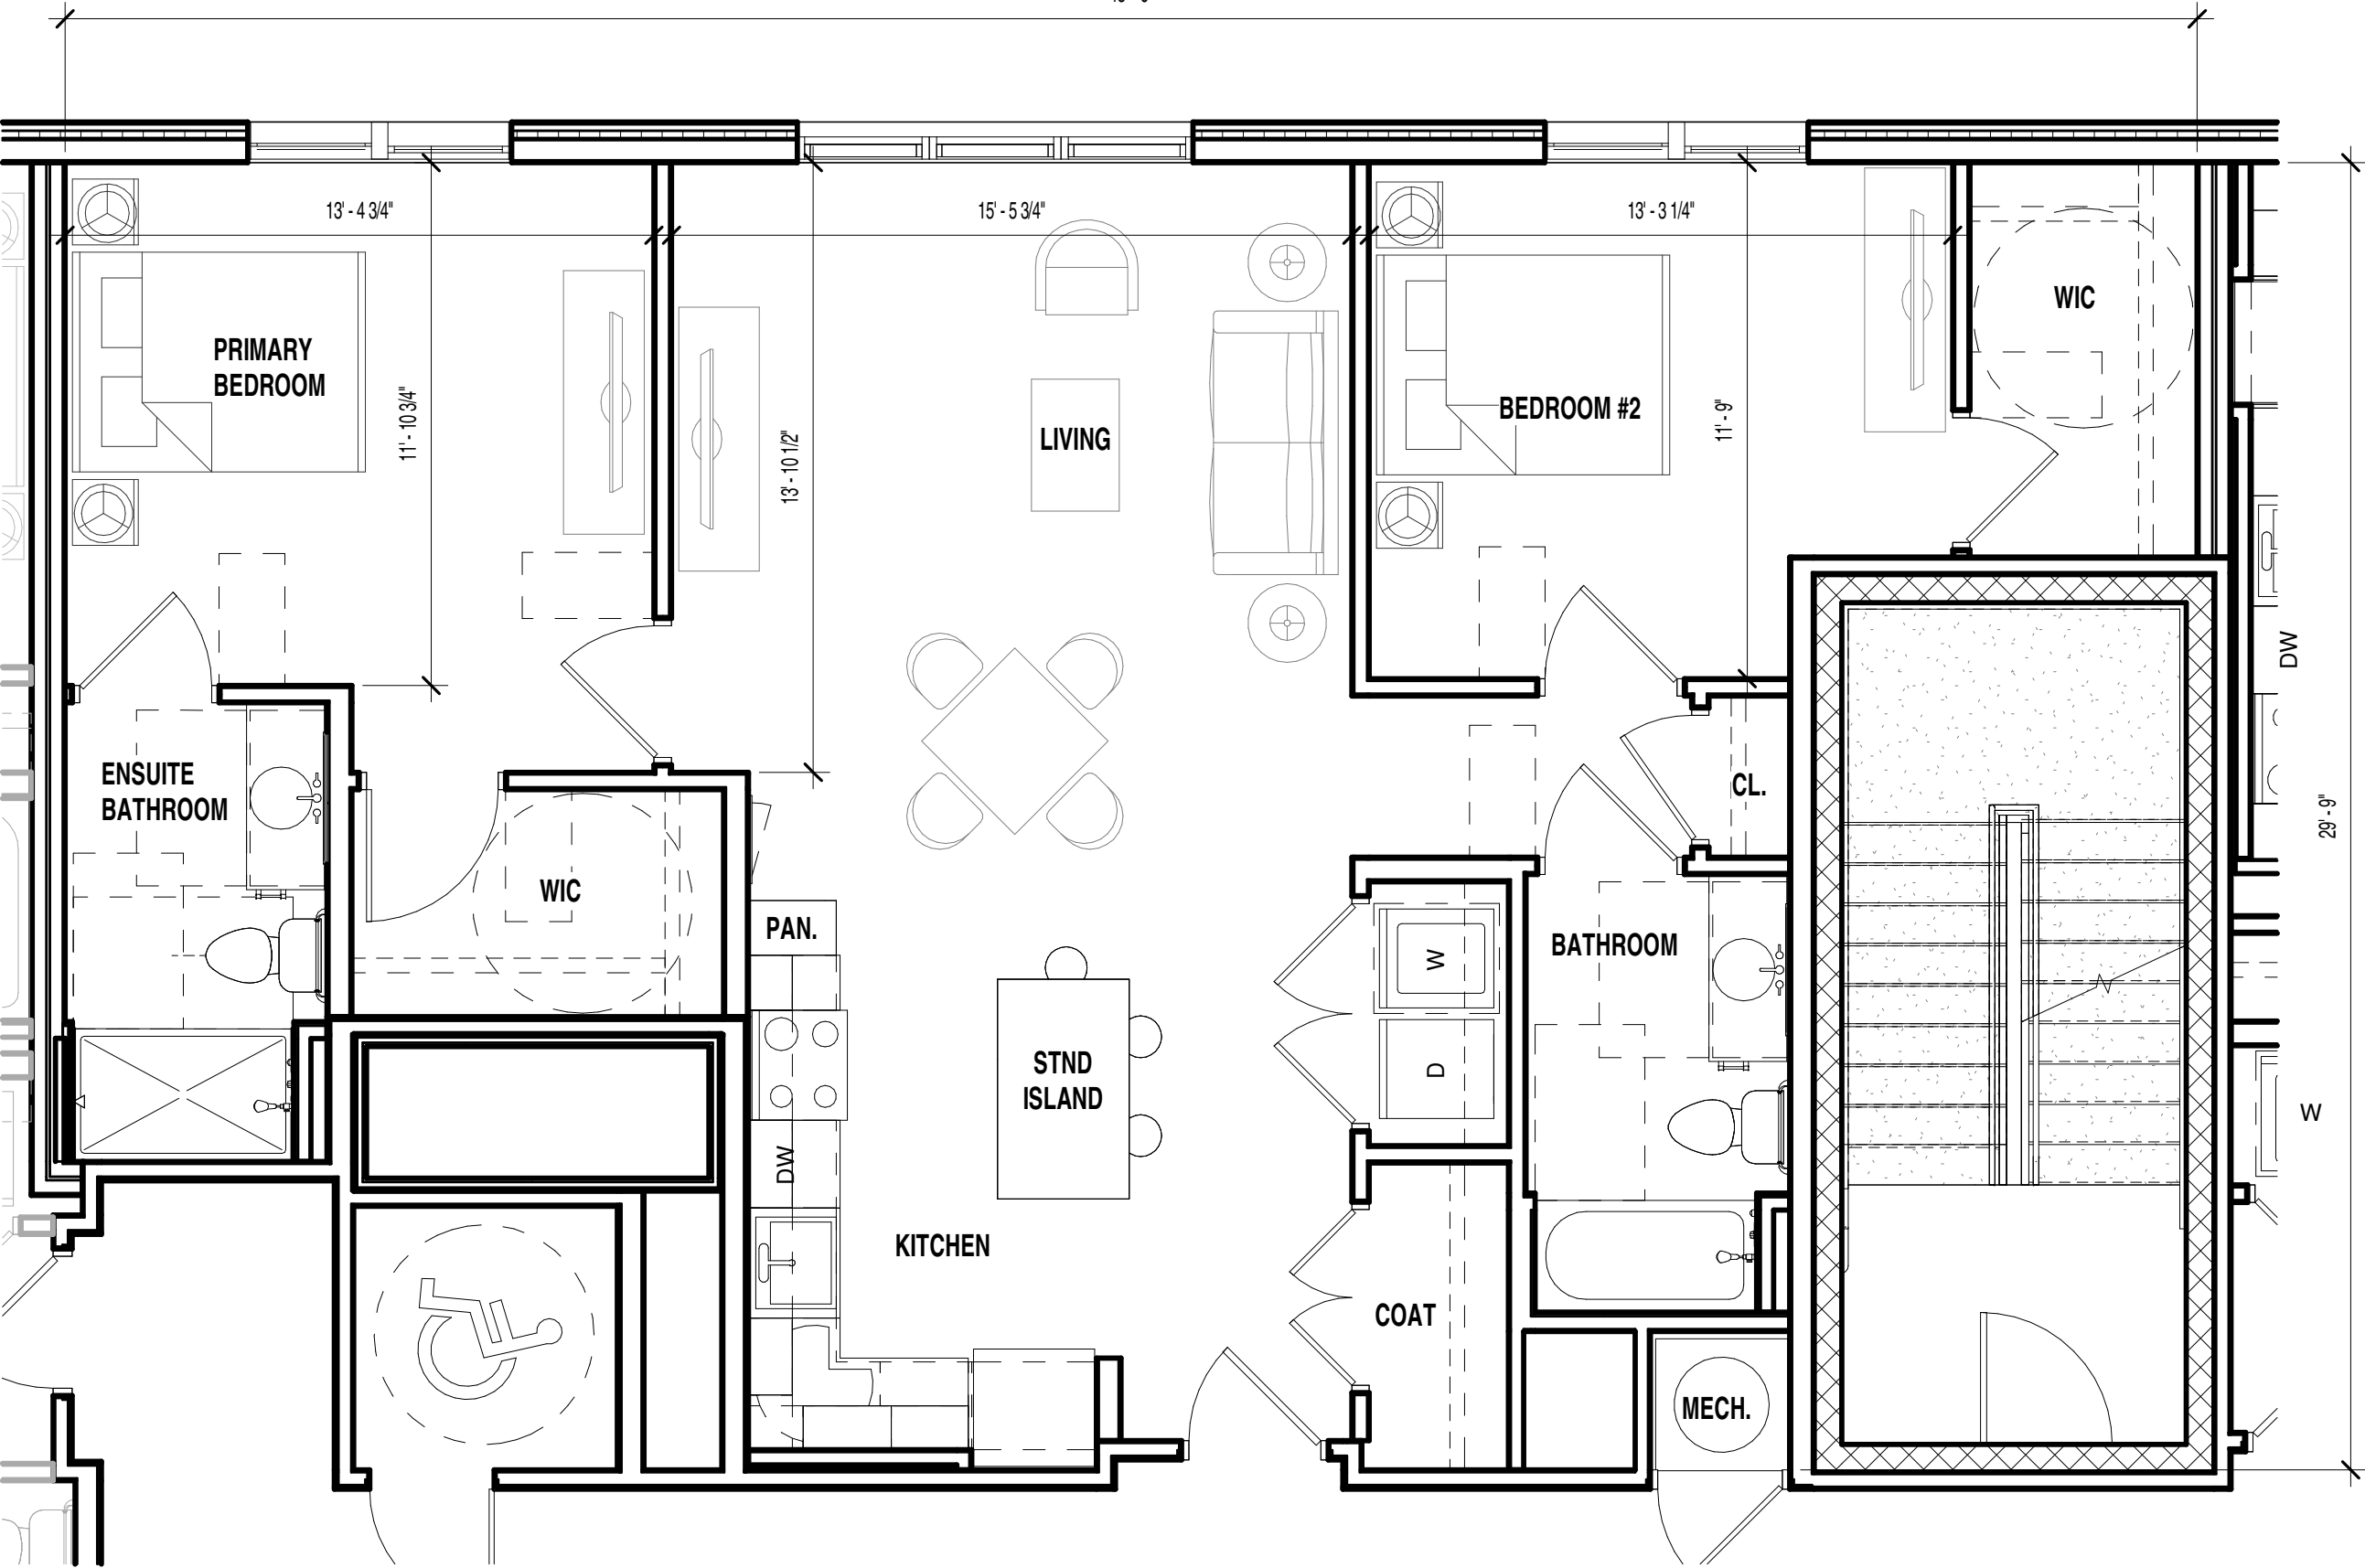 13' - 4 3/4"
15' - 5 3/4"
13' - 3 1/4"
WIC
PRIMARY
BEDROOM
11' - 10 3/4"
13' - 10 1/2"
LIVING
BEDROOM #2
11' - 9"
DW
ENSUITE
BATHROOM
CL.
29' - 9"
WIC
PAN.
W
BATHROOM
STND
ISLAND
D
W
DW
KITCHEN
COAT
MECH.